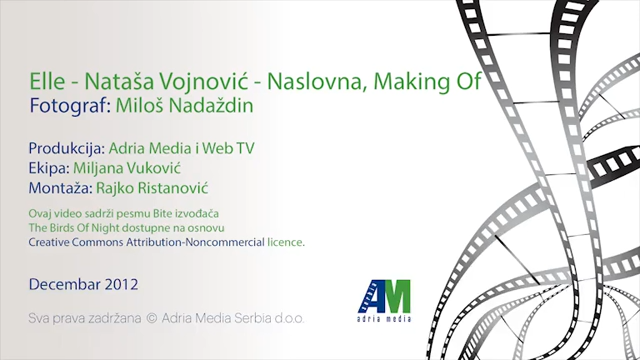 Elle - Nataša Vojnović - Naslovna, Making Of
Fotograf: Miloš Nadaždin
Produkcija: Adria Media i Web TV
Ekipa: Miljana Vuković
Montaža: Rajko Ristanović
Ovaj video sadrži pesmu Bite izvođača
The Birds Of Night dostupne na osnovu
Creative Commons Attribution-Noncommercial licence.
Decembar 2012
AM
adria media
Sva prava zadržana © Adria Media Serbia d.o.o.